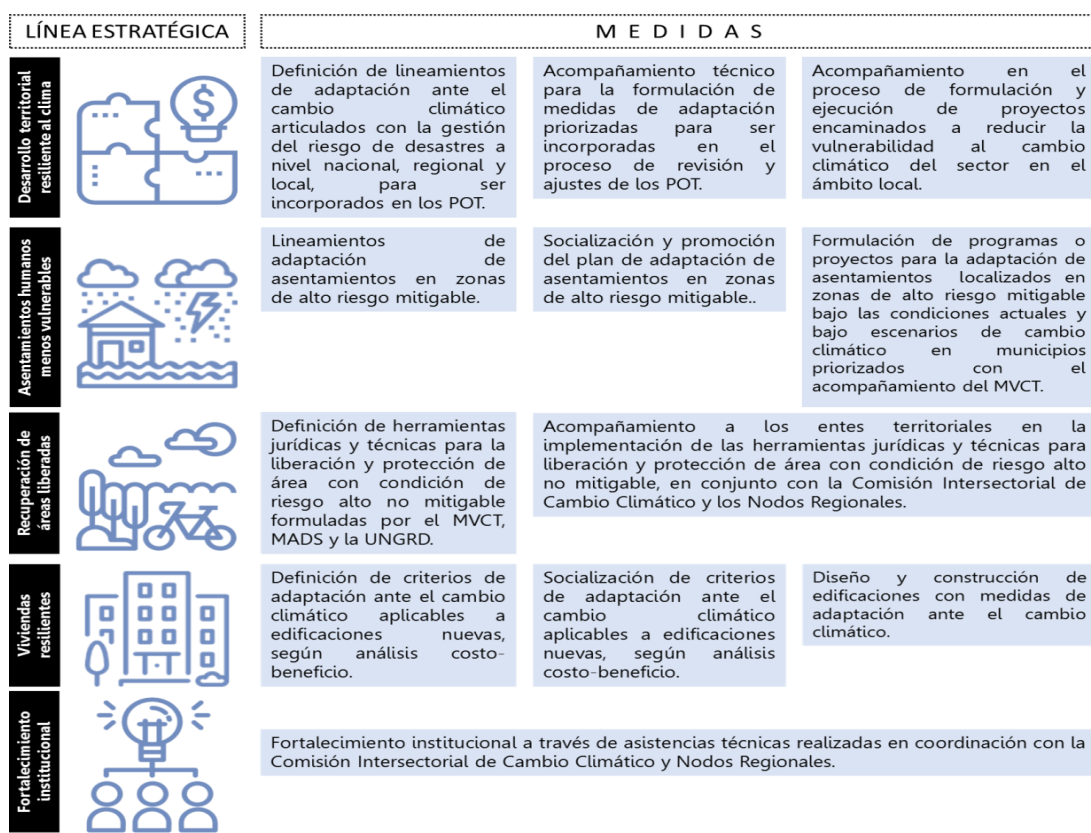 LÍNEA ESTRATÉGICA
MEDIDAS
Desarrollo territorial
resiliente al clima
Definición de lineamientos
de adaptación ante el
cambio climático
articulados con la gestión
del riesgo de desastres a
nivel nacional, regional y
local, para ser
incorporados en los POT.
Acompañamiento técnico
para la formulación de
medidas de adaptación
priorizadas para ser
incorporadas en el
proceso de revisión y
ajustes de los POT.
Acompañamiento en el
proceso de formulación y
ejecución de proyectos
encaminados a reducir la
vulnerabilidad al cambio
climático del sector en el
ámbito local.
Asentamientos humanos
menos vulnerables
Lineamientos de
adaptación de
asentamientos en zonas
de alto riesgo mitigable.
Socialización y promoción
del plan de adaptación de
asentamientos en zonas
de alto riesgo mitigable..
Formulación de programas o
proyectos para la adaptación de
asentamientos localizados en
zonas de alto riesgo mitigable
bajo las condiciones actuales y
bajo escenarios de cambio
climático en municipios
priorizados con el
acompañamiento del MVCT.
Recuperación de
áreas liberadas
Definición de herramientas
jurídicas y técnicas para la
liberación y protección de
área con condición de
riesgo alto no mitigable
formuladas por el MVCT,
MADS y la UNGRD.
Acompañamiento a los entes territoriales en la
implementación de las herramientas jurídicas y técnicas para
liberación y protección de área con condición de riesgo alto
no mitigable, en conjunto con la Comisión Intersectorial de
Cambio Climático y los Nodos Regionales.
Viviendas
resilientes
Definición de criterios de
adaptación ante el cambio
climático aplicables a
edificaciones nuevas,
según análisis costo-
beneficio.
Socialización de criterios
de adaptación ante el
cambio climático
aplicables a edificaciones
nuevas, según análisis
costo-beneficio.
Diseño y construcción de
edificaciones con medidas de
adaptación ante el cambio
climático.
Fortalecimiento
institucional
Fortalecimiento institucional a través de asistencias técnicas realizadas en coordinación con la
Comisión Intersectorial de Cambio Climático y Nodos Regionales.